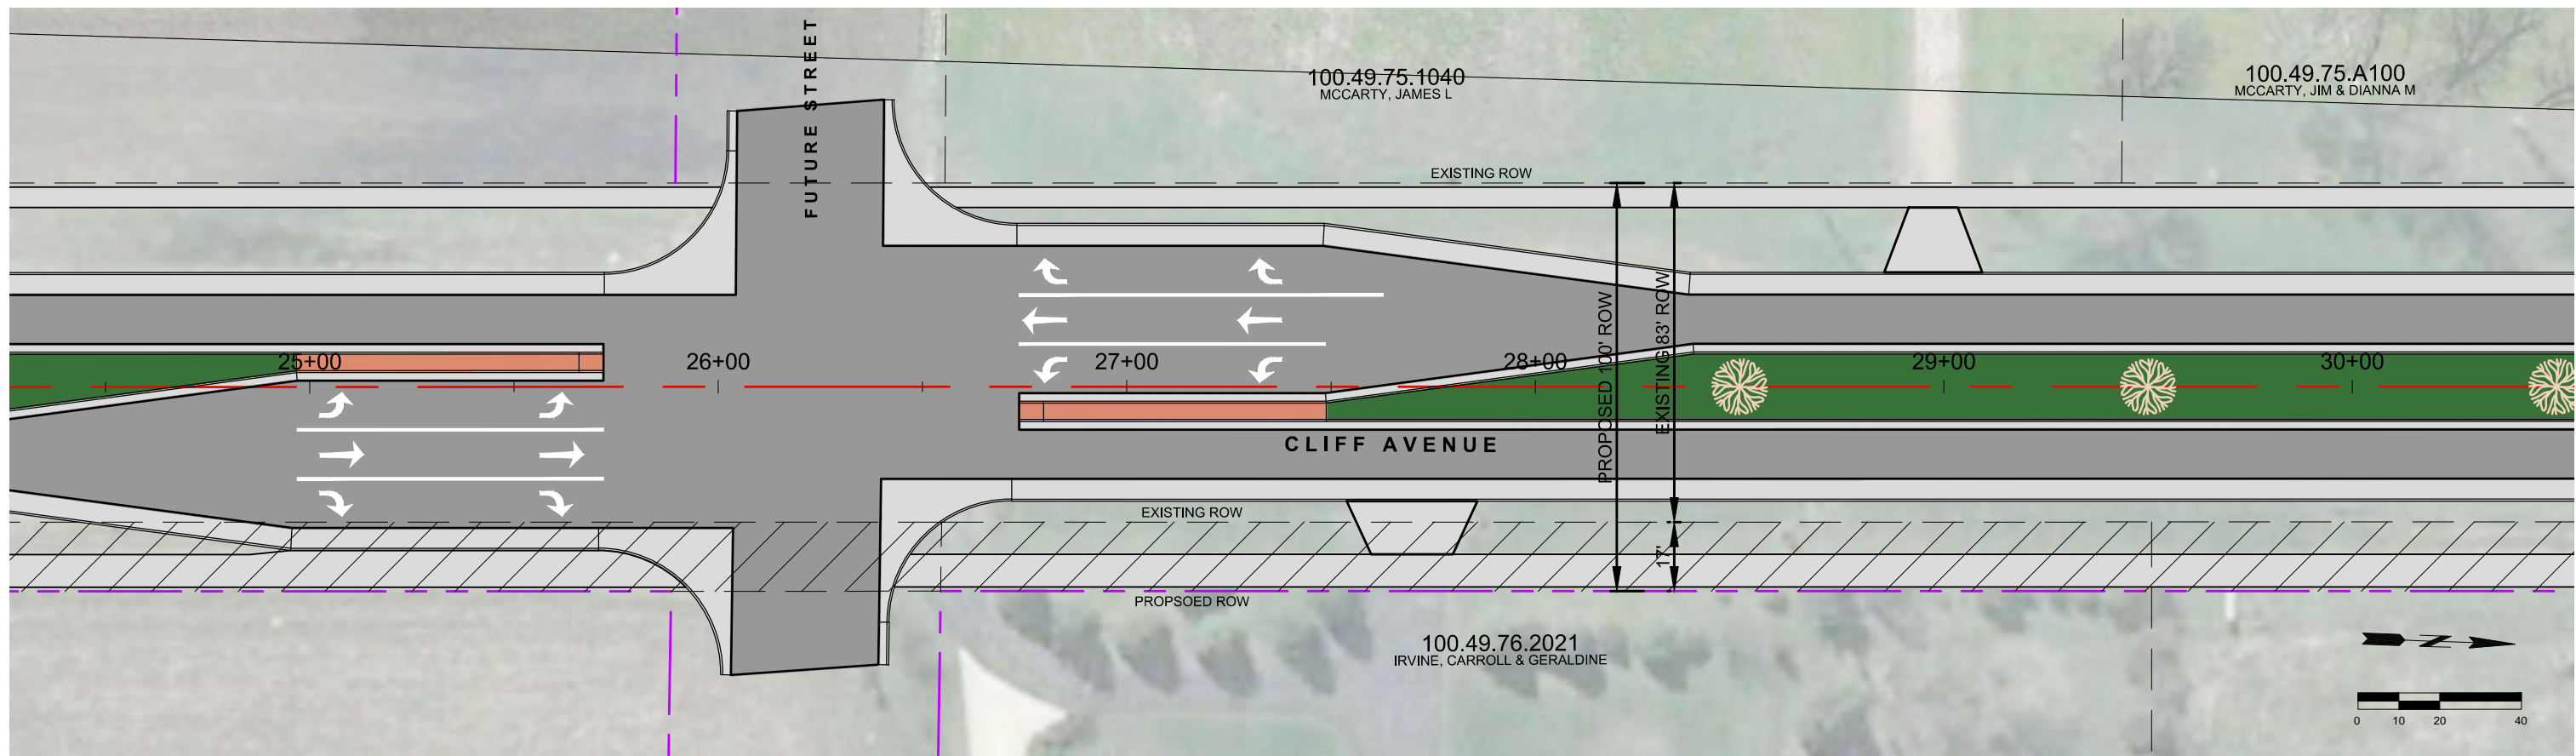 FUTURE STREET
100.49.75.1040
MCCARTY, JAMES L
100.49.75.A100
MCCARTY, JIM & DIANNA M
EXISTING ROW
PROPOSED 100' ROW
EXISTING 83' ROW
25+00
26+00
27+00
28+00
29+00
30+00
CLIFF AVENUE
EXISTING ROW
17'
PROPSOED ROW
100.49.76.2021
IRVINE, CARROLL & GERALDINE
Z
0 10 20 40